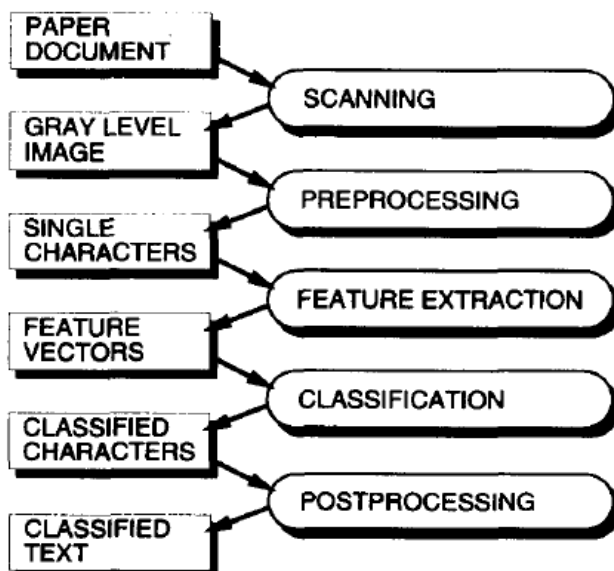 PAPER
DOCUMENT
SCANNING
GRAY LEVEL
IMAGE
PREPROCESSING
SINGLE
CHARACTERS
FEATURE EXTRACTION
FEATURE
VECTORS
CLASSIFICATION
CLASSIFIED
CHARACTERS
POSTPROCESSING
CLASSIFIED
TEXT